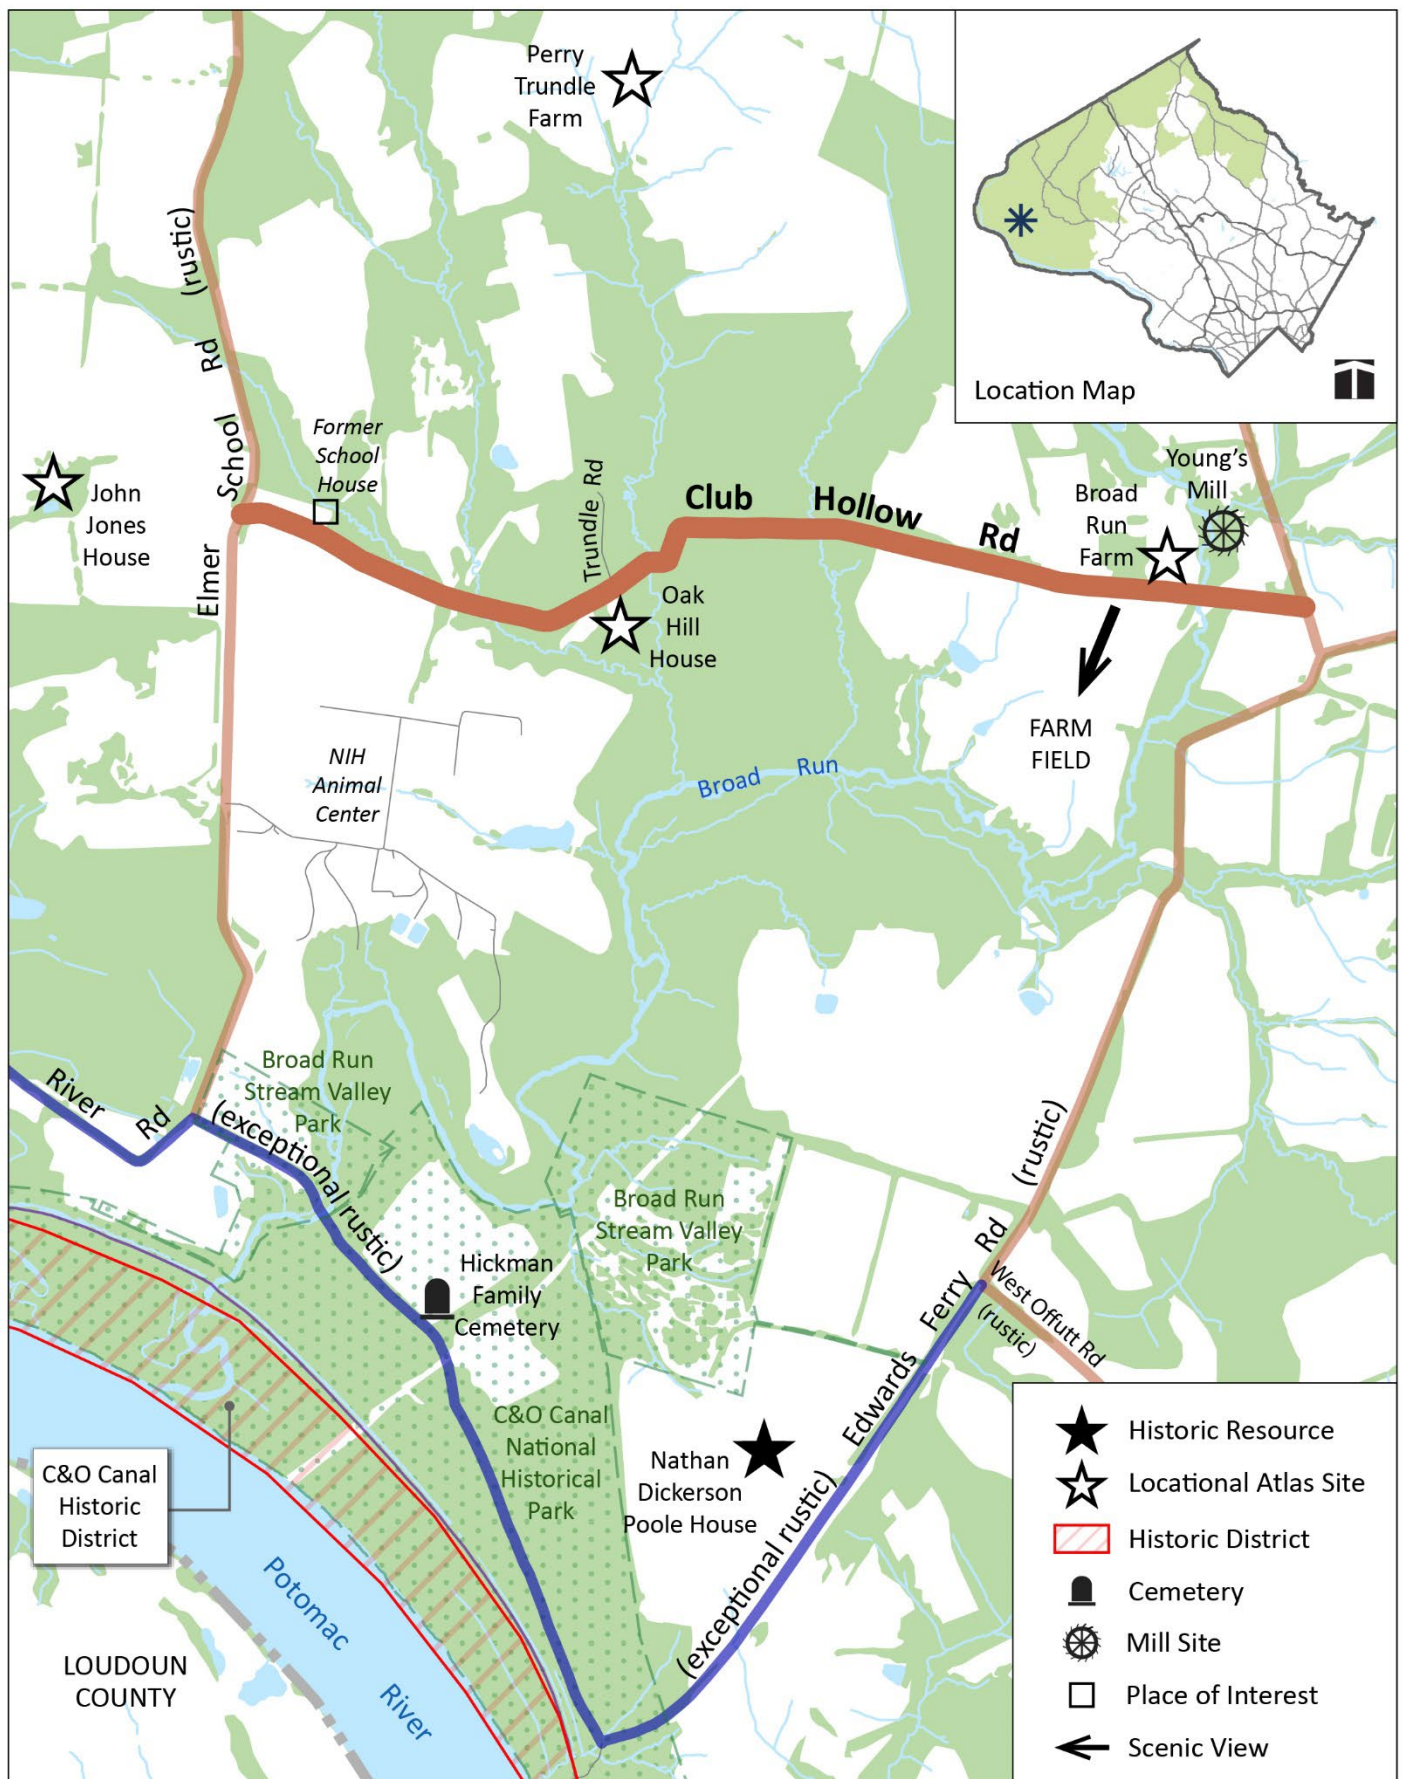 Perry
Trundle
Farm
Location Map
(rustic)
Elmer School Rd
Former
School
House
John
Jones
House
Trundle Rd
Club Hollow Rd
Young's
Mill
Broad
Run
Farm
Oak
Hill
House
FARM
FIELD
NIH
Animal
Center
Broad Run
River Rd
(exceptional rustic)
Broad Run
Stream Valley
Park
Broad Run
Stream Valley
Park
(rustic)
Edwards Ferry Rd
(exceptional rustic)
West Offutt Rd
(rustic)
Hickman
Family
Cemetery
C&O Canal
National
Historical
Park
Nathan
Dickerson
Poole House
C&O Canal
Historic
District
Potomac River
LOUDOUN
COUNTY
Historic Resource
Locational Atlas Site
Historic District
Cemetery
Mill Site
Place of Interest
Scenic View